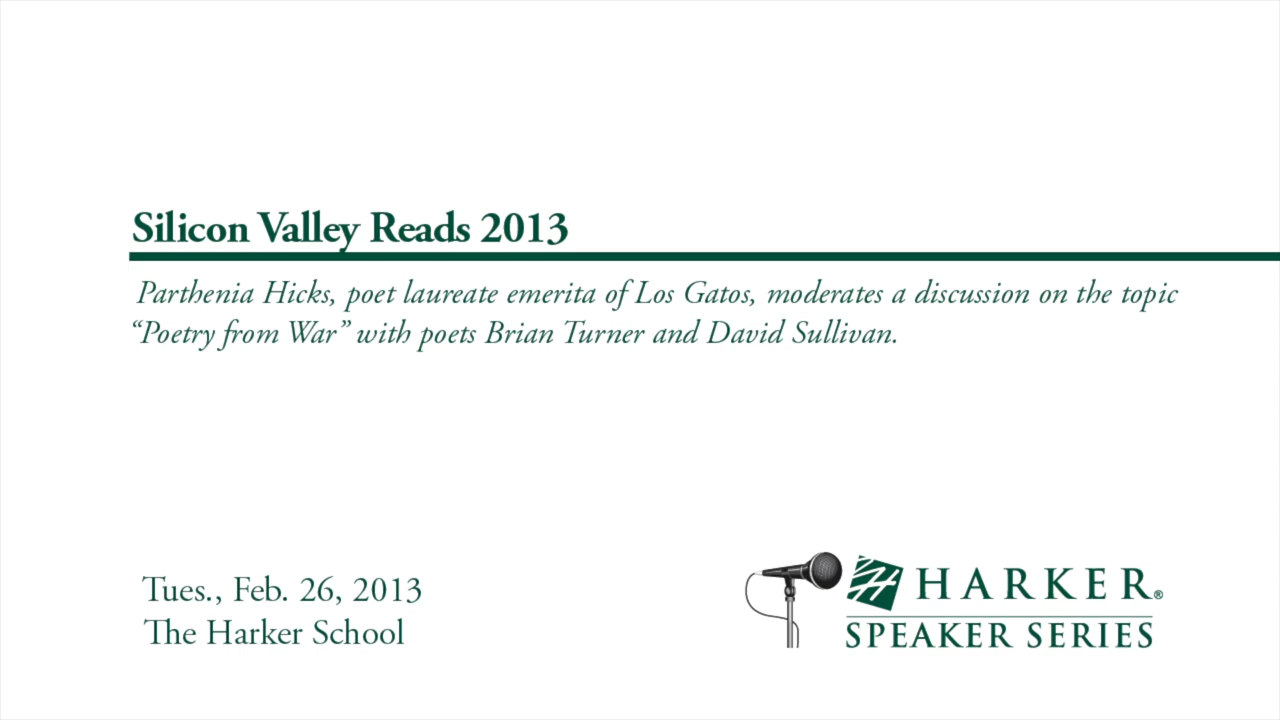 Silicon Valley Reads 2013
Parthenia Hicks, poet laureate emerita of Los Gatos, moderates a discussion on the topic
“Poetry from War” with poets Brian Turner and David Sullivan.
Tues., Feb. 26, 2013
The Harker School
HARKER®
SPEAKER SERIES